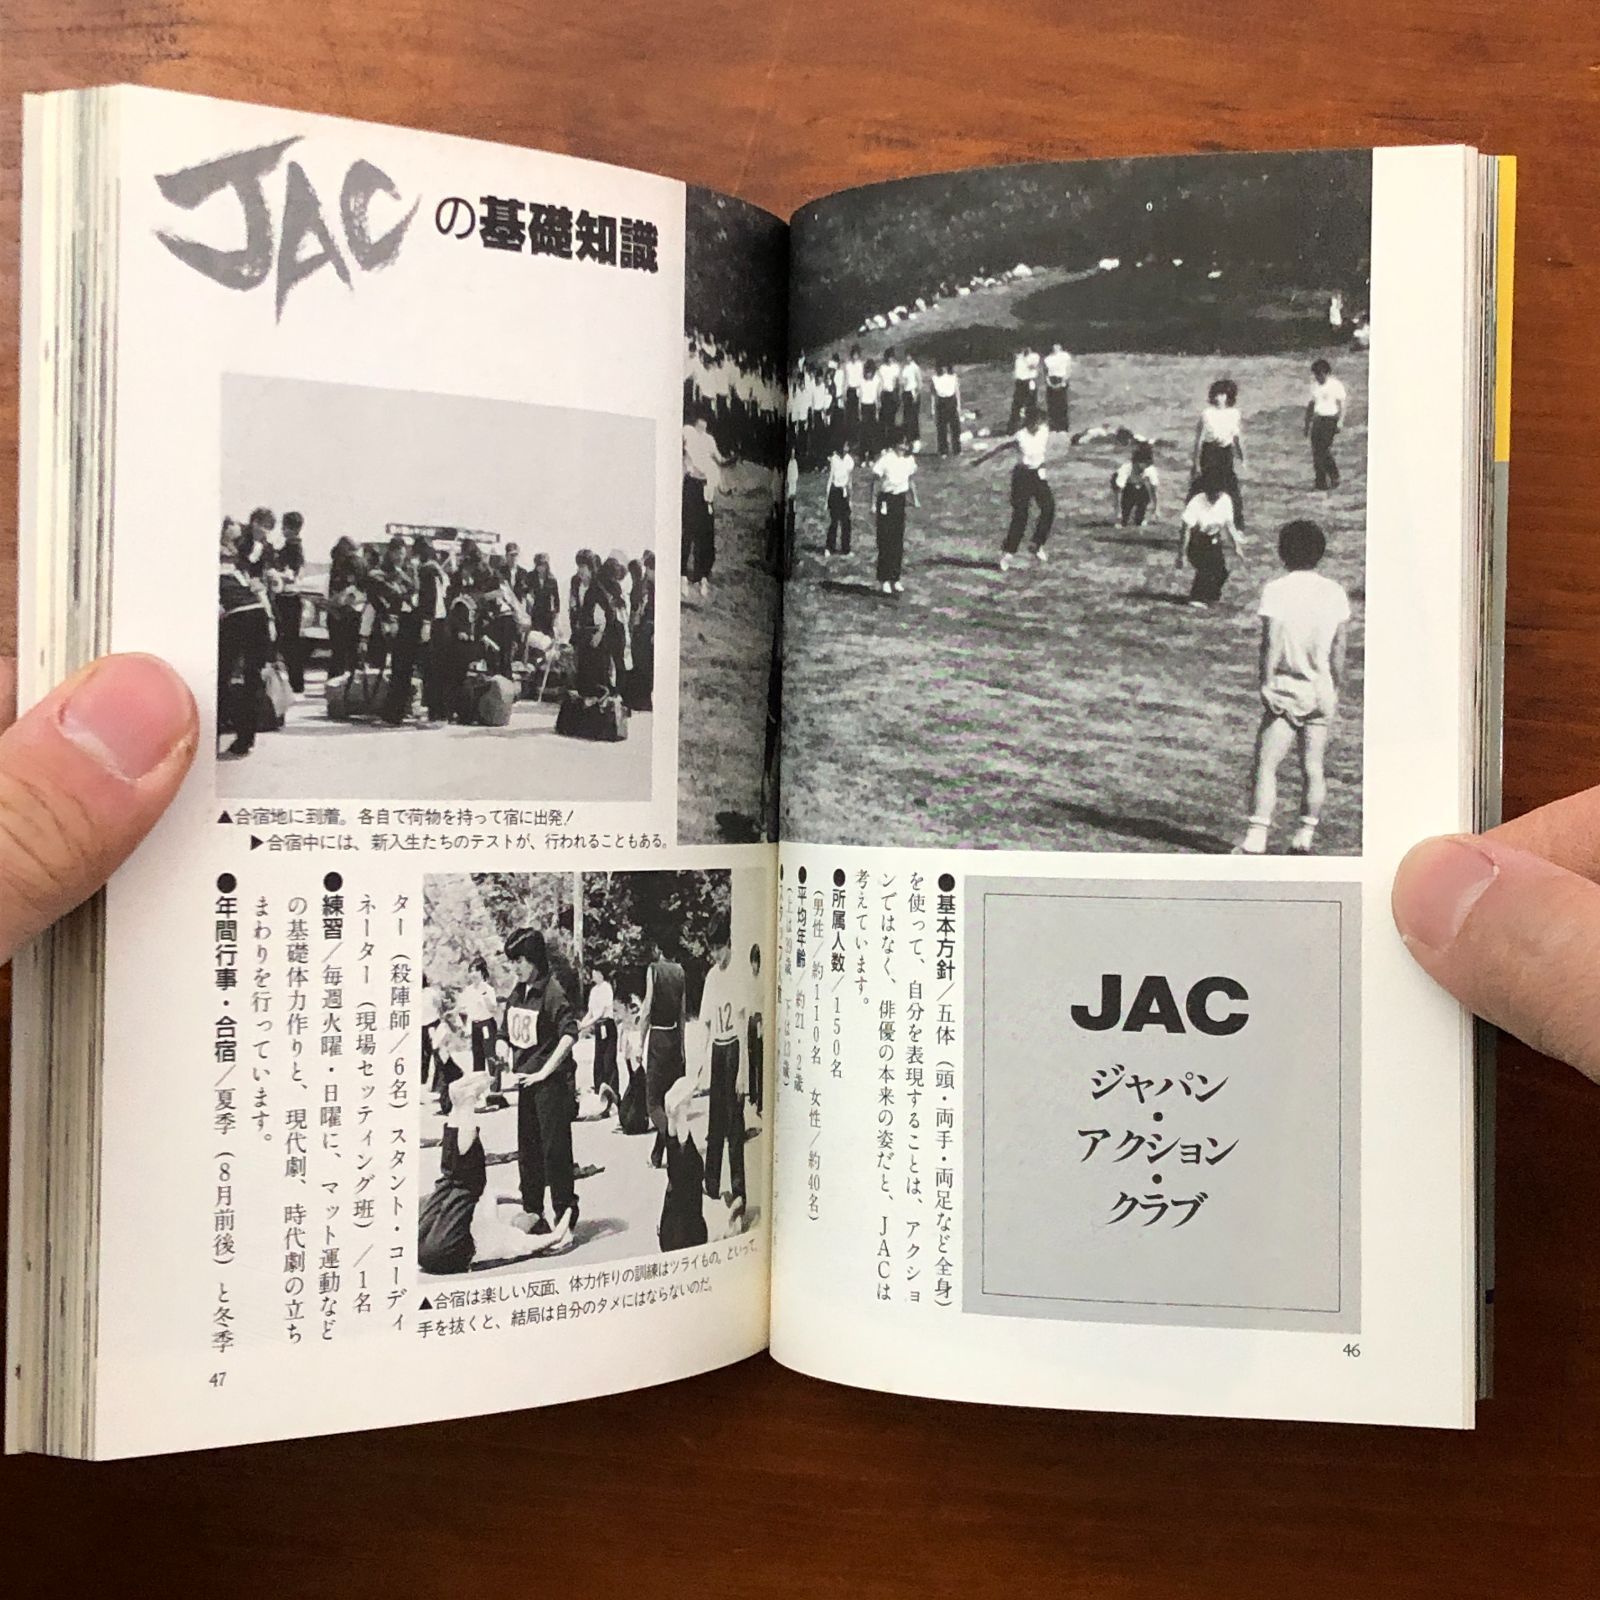 JACの基礎知識
▲合宿地に到着。各自で荷物を持って宿に出発！
▶合宿中には、新入生たちのテストが、行われることもある。
JAC
ジャパン・
アクション・
クラブ
●基本方針／五体（頭・両手・両足など全身）
を使って、自分を表現することは、アクショ
ンではなく、俳優の本来の姿だと、JACは
考えています。
●所属人数／150名
（男性／約110名 女性／約40名）
●平均年齢／約21・2歳
46
▲合宿は楽しい反面、体力作りの訓練はツライもの。といって、
手を抜くと、結局は自分のタメにはならないのだ。
08
12
ター（殺陣師／6名）スタント・コーディ
ネーター（現場セッティング班）／1名
●練習／毎週火曜・日曜に、マット運動など
の基礎体力作りと、現代劇、時代劇の立ち
まわりを行っています。
●年間行事・合宿／夏季（8月前後）と冬季
47